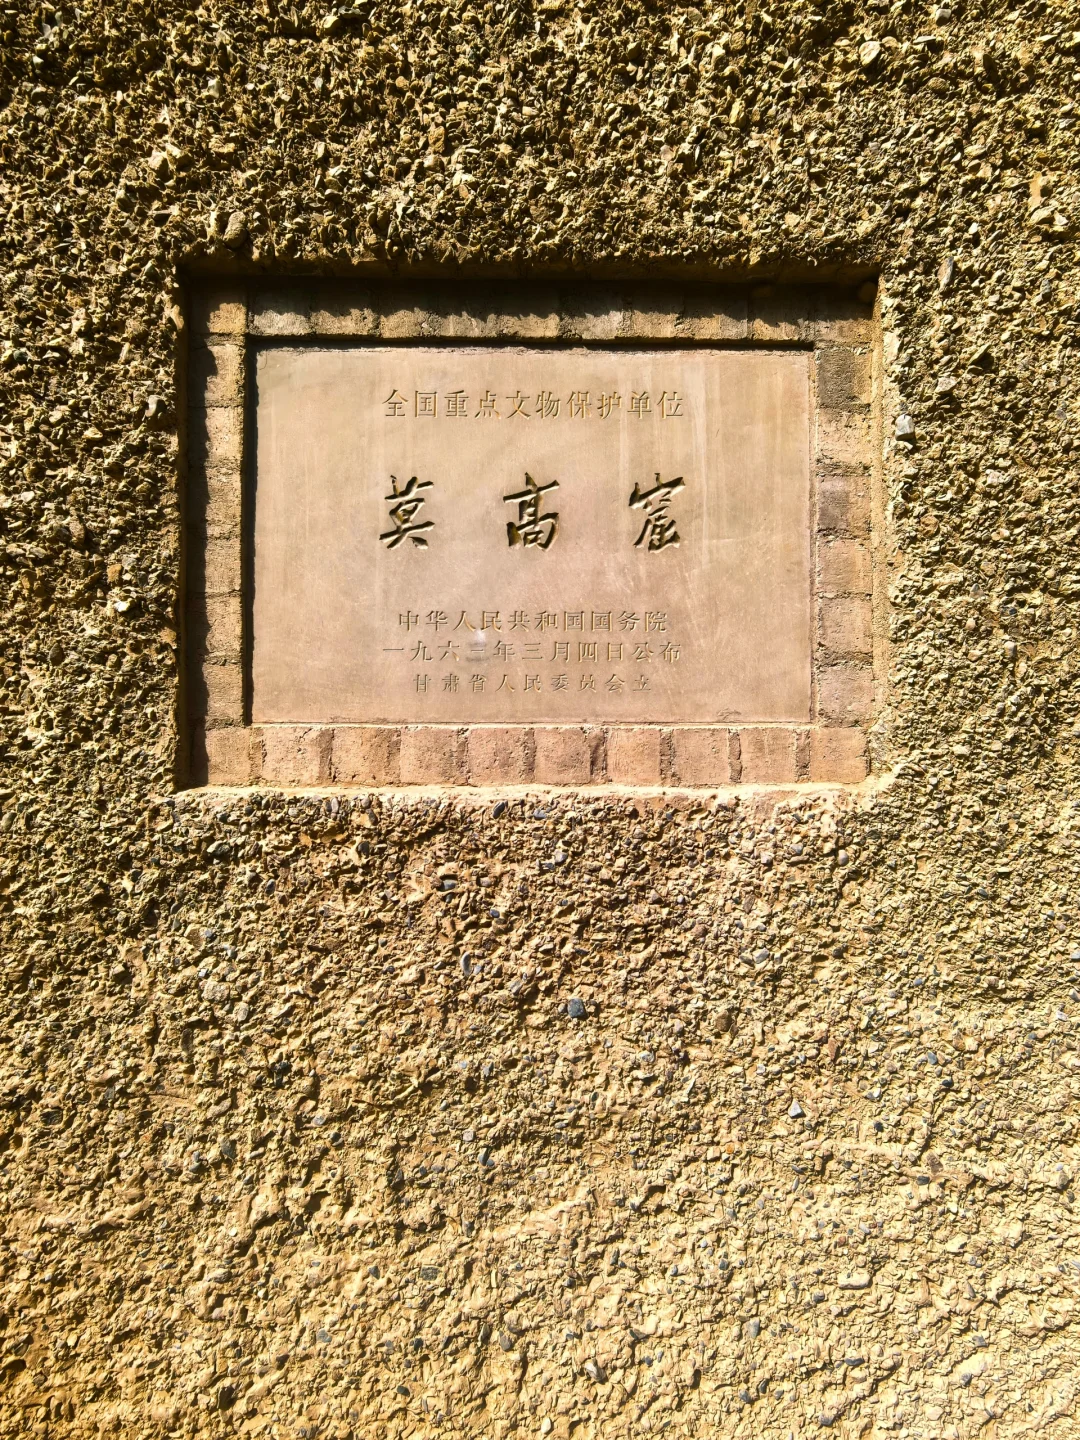 全国重点文物保护单位
莫高窟
中华人民共和国国务院
一九六三年三月四日公布
甘肃省人民委员会立